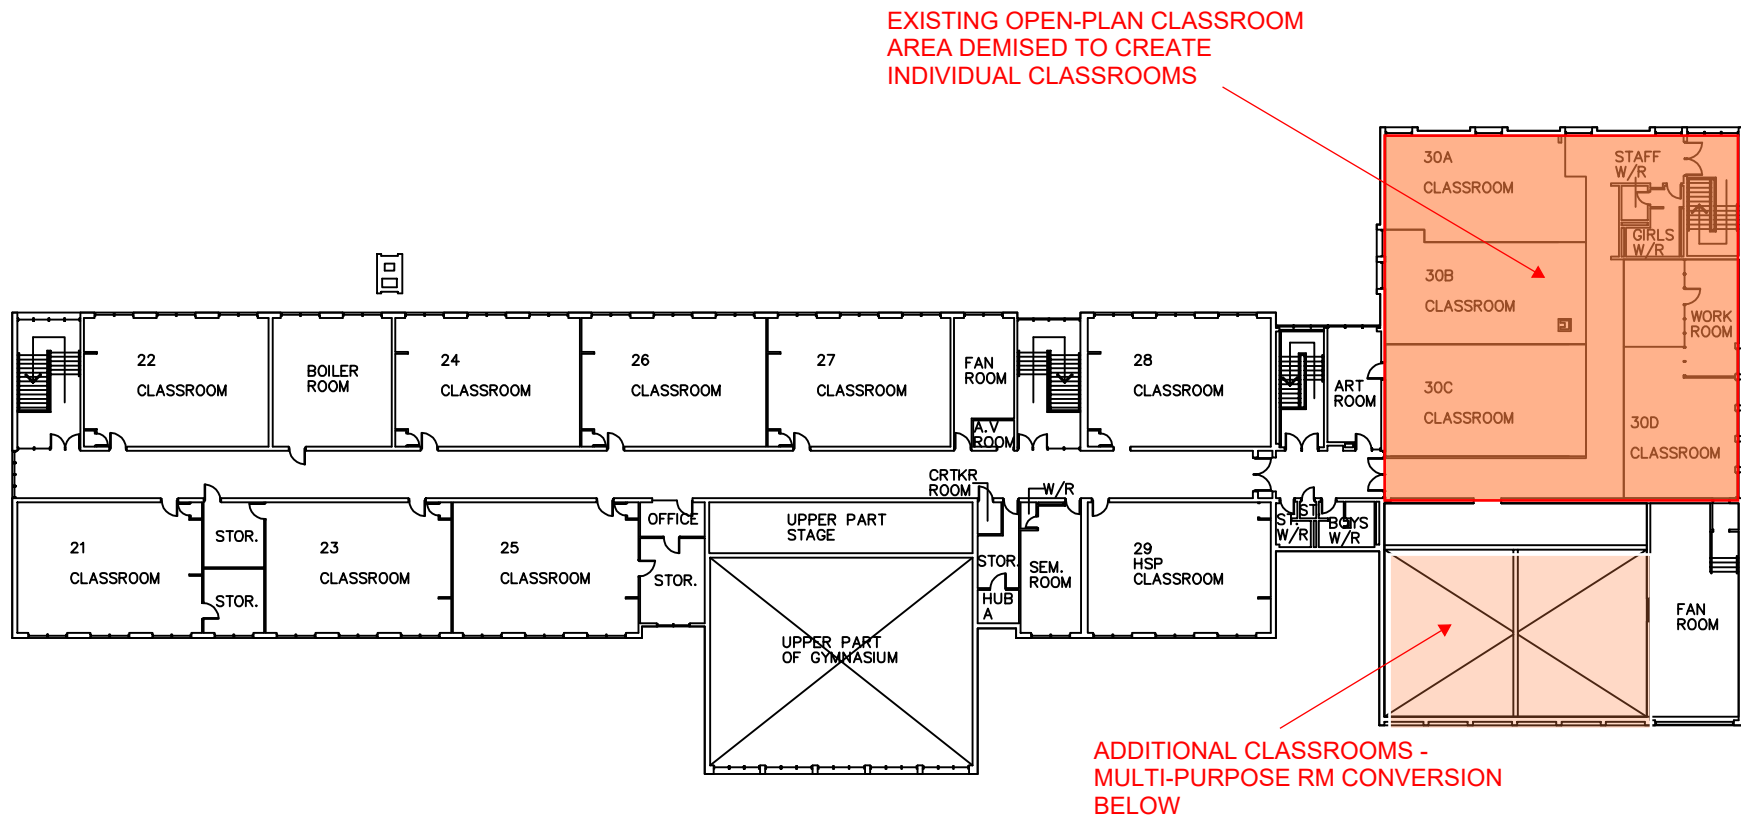 EXISTING OPEN-PLAN CLASSROOM
AREA DEMISED TO CREATE
INDIVIDUAL CLASSROOMS
30A
CLASSROOM
STAFF
W/R
GIRLS
W/R
30B
CLASSROOM
WORK
ROOM
30C
CLASSROOM
30D
CLASSROOM
22
CLASSROOM
BOILER
ROOM
24
CLASSROOM
26
CLASSROOM
27
CLASSROOM
FAN
ROOM
A.V
ROOM
28
CLASSROOM
ART
ROOM
CRTKR
ROOM
W/R
21
CLASSROOM
STOR.
STOR.
23
CLASSROOM
25
CLASSROOM
OFFICE
STOR.
UPPER PART
STAGE
UPPER PART
OF GYMNASIUM
STOR.
HUB
A
SEM.
ROOM
29
HSP
CLASSROOM
ST.
W/R
ST.
BOYS
W/R
FAN
ROOM
ADDITIONAL CLASSROOMS -
MULTI-PURPOSE RM CONVERSION
BELOW